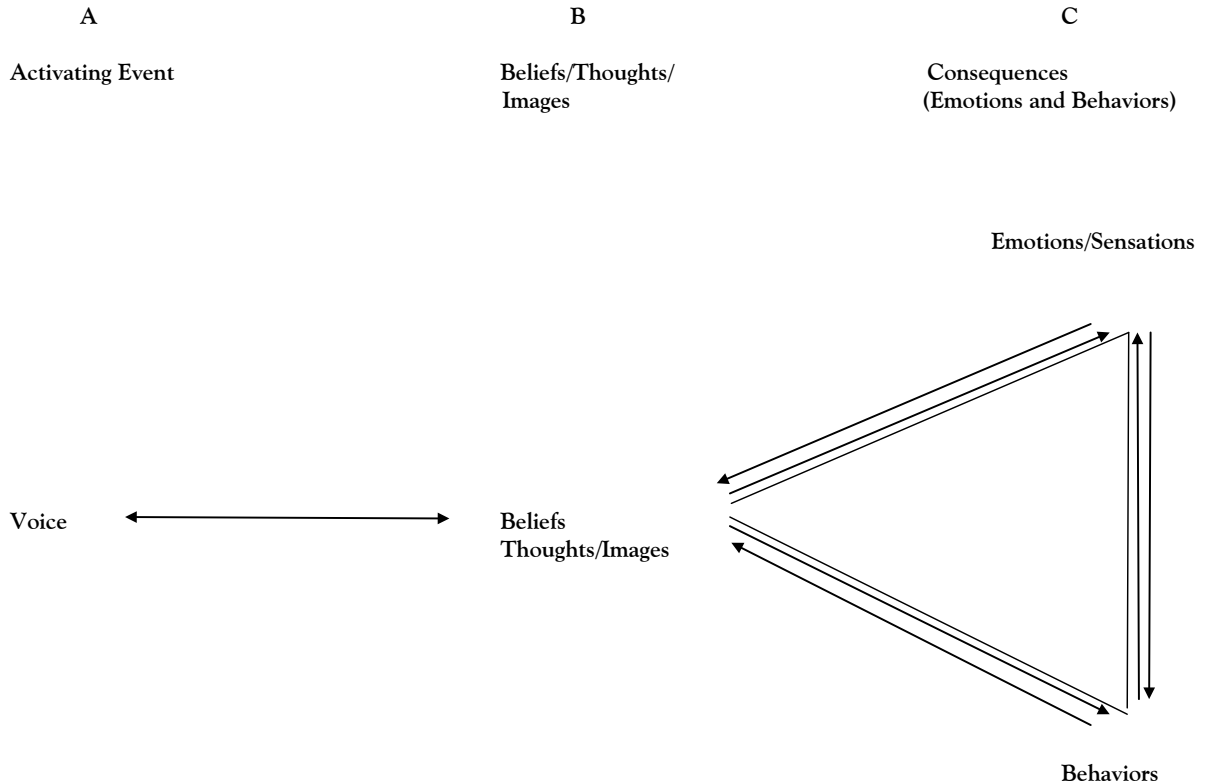 A
B
C
Activating Event
Beliefs/Thoughts/
Images
Consequences
(Emotions and Behaviors)
Emotions/Sensations
Voice
Beliefs
Thoughts/Images
Behaviors